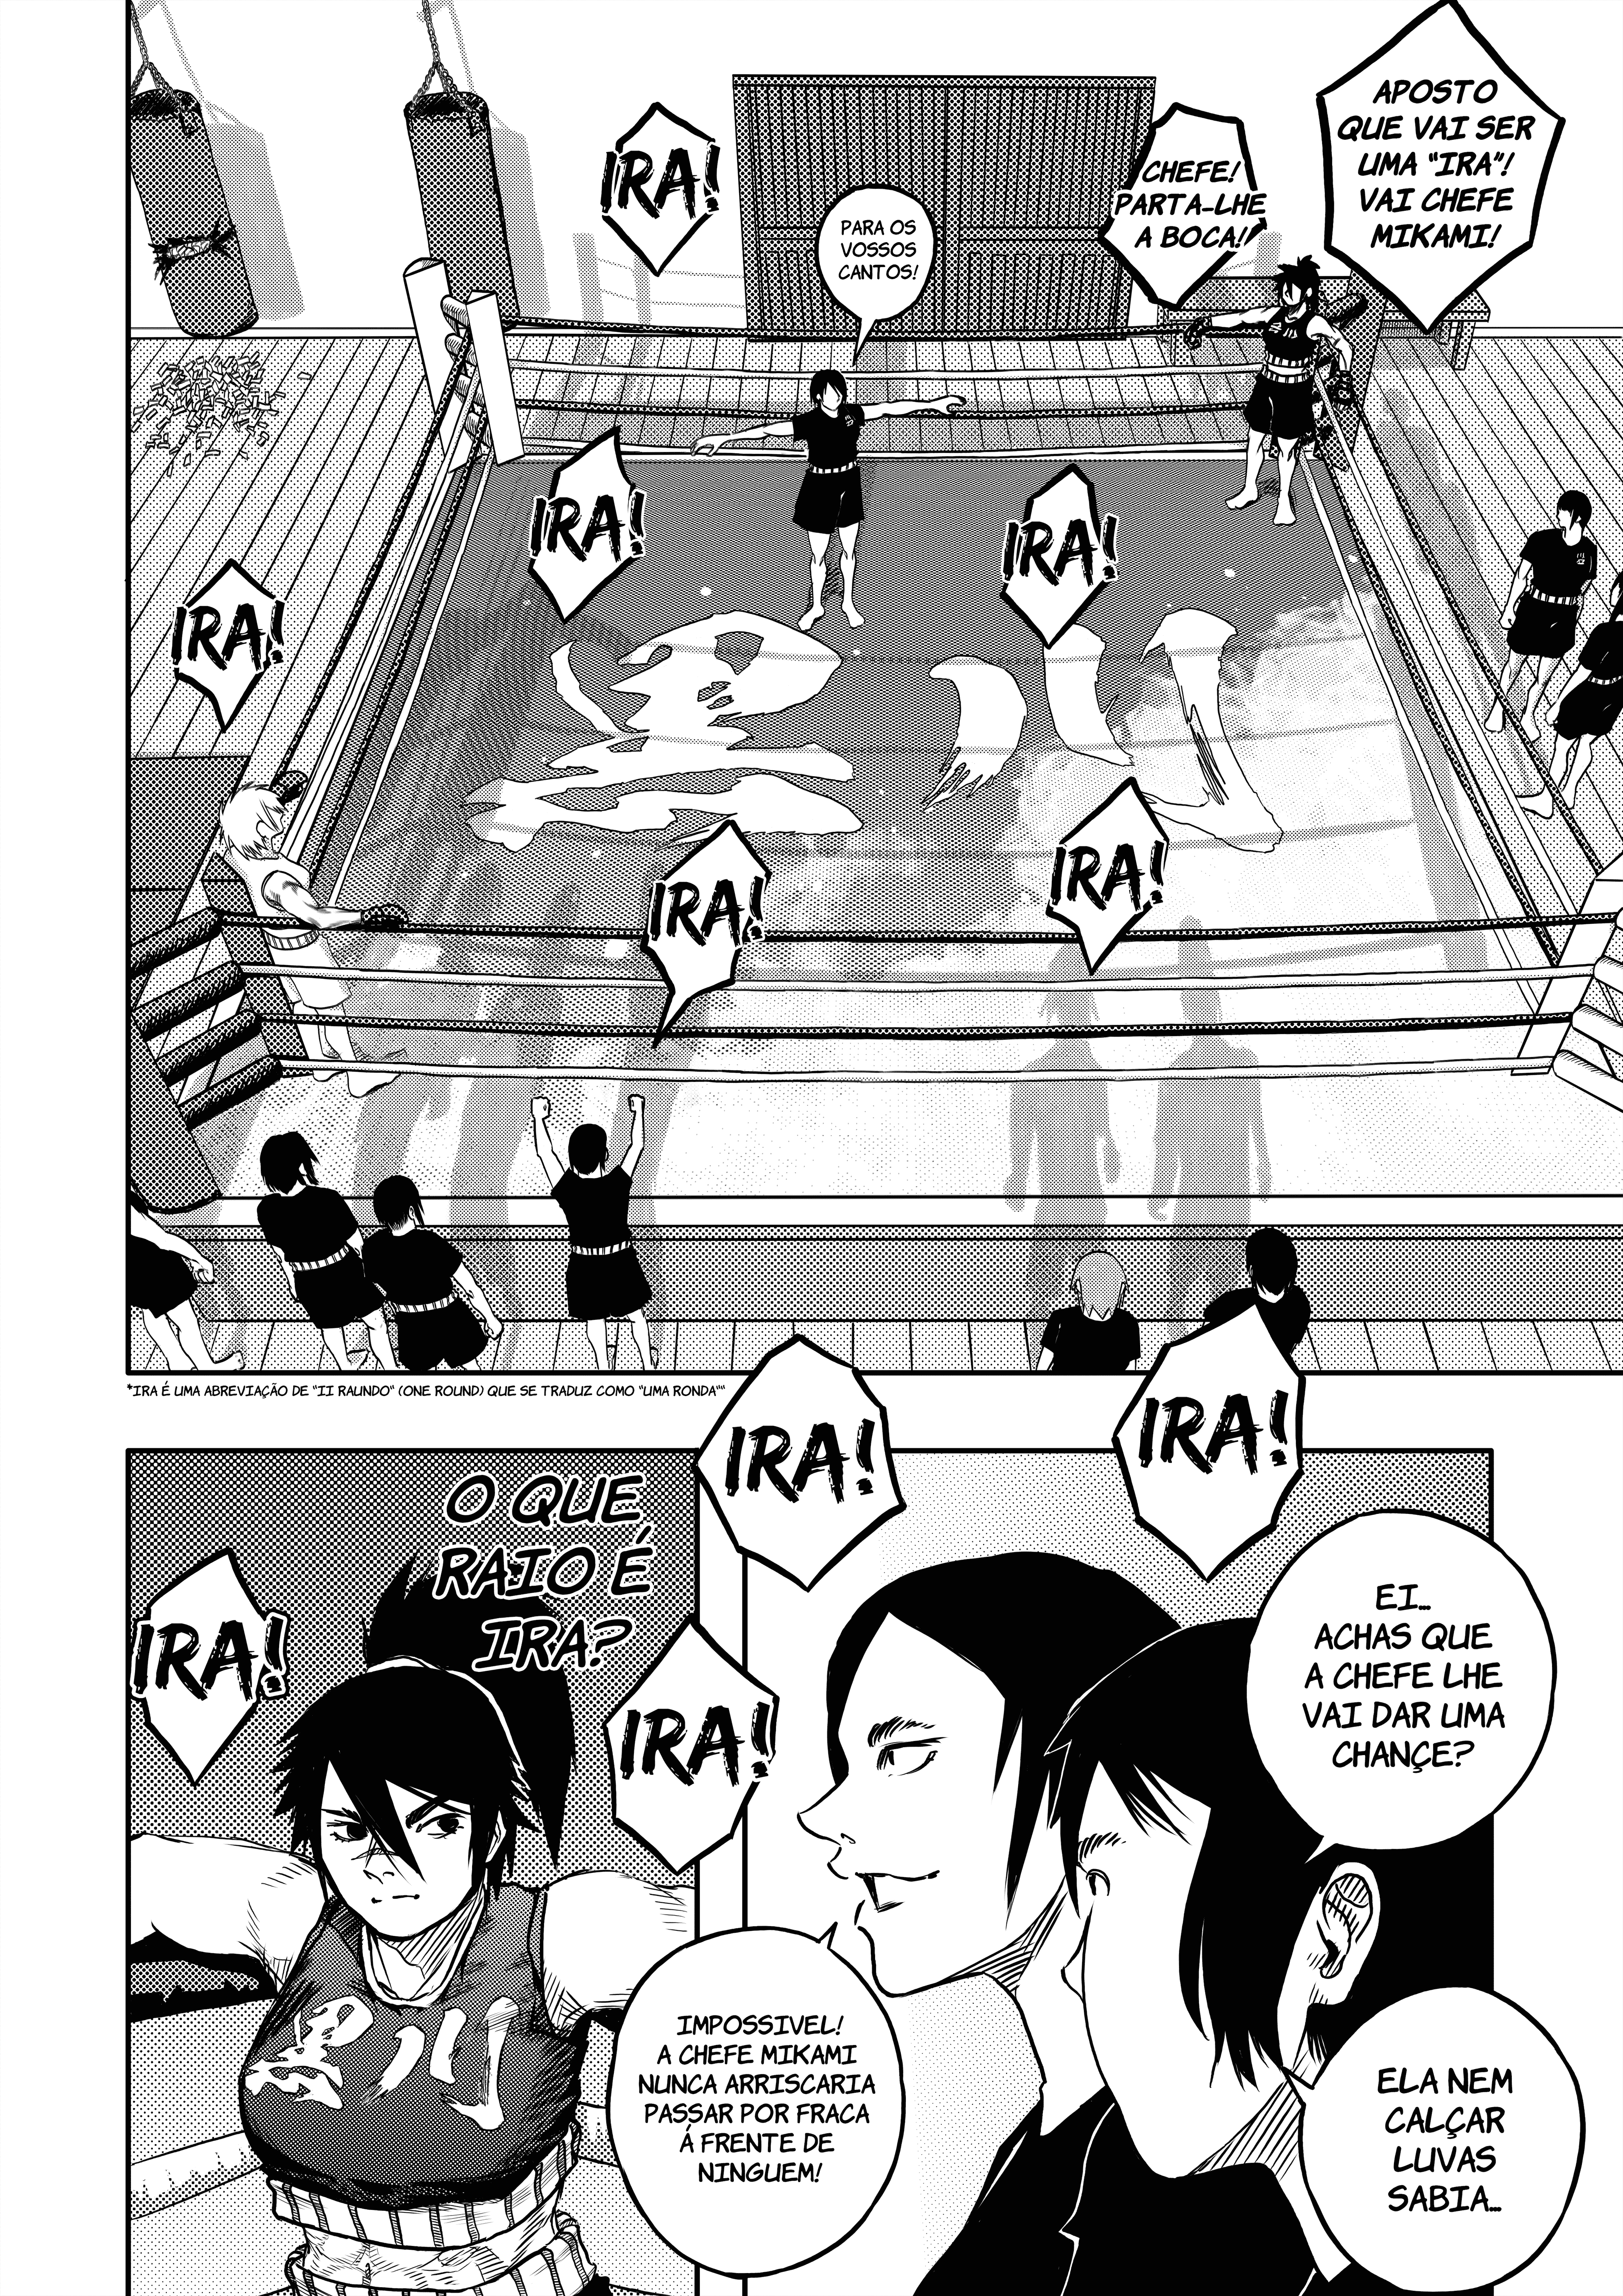 APOSTO
QUE VAI SER
UMA "IRA"!
VAI CHEFE
MIKAMI!
CHEFE!
PARTA-LHE
A BOCA!
PARA OS
VOSSOS
CANTOS!
IRA!
IRA!
IRA!
IRA!
IRA!
IRA!
*IRA É UMA ABREVIAÇÃO DE "II RAUNDO" (ONE ROUND) QUE SE TRADUZ COMO "UMA RONDA""
IRA!
IRA!
EI...
ACHAS QUE
A CHEFE LHE
VAI DAR UMA
CHANÇE?
ELA NEM
CALÇAR
LUVAS
SABIA...
IMPOSSIVEL!
A CHEFE MIKAMI
NUNCA ARRISCARIA
PASSAR POR FRACA
Á FRENTE DE
NINGUEM!
O QUE
RAIO É
IRA?
IRA!
IRA!